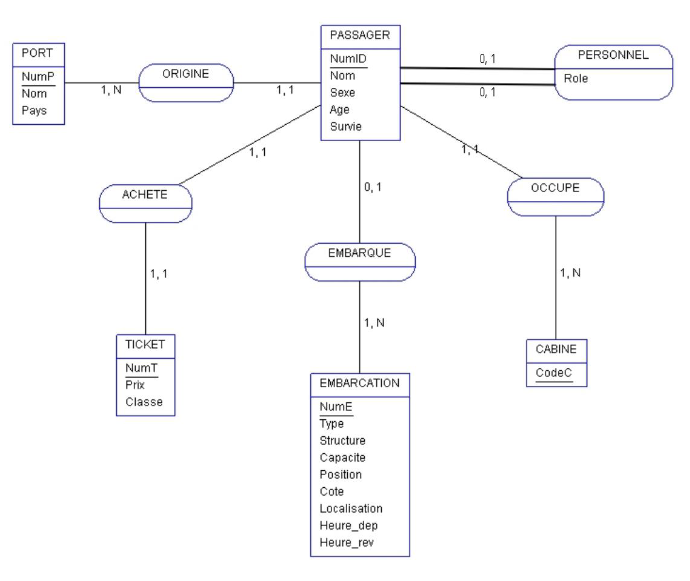 PASSAGER
NumID
Nom
Sexe
Age
Survie
PORT
NumP
Nom
Pays
ORIGINE
1, N
1, 1
0, 1
0, 1
PERSONNEL
Role
1, 1
0, 1
1, 1
ACHETE
OCCUPE
EMBARQUE
1, 1
1, N
1, N
TICKET
NumT
Prix
Classe
CABINE
CodeC
EMBARCATION
NumE
Type
Structure
Capacite
Position
Cote
Localisation
Heure_dep
Heure_rev